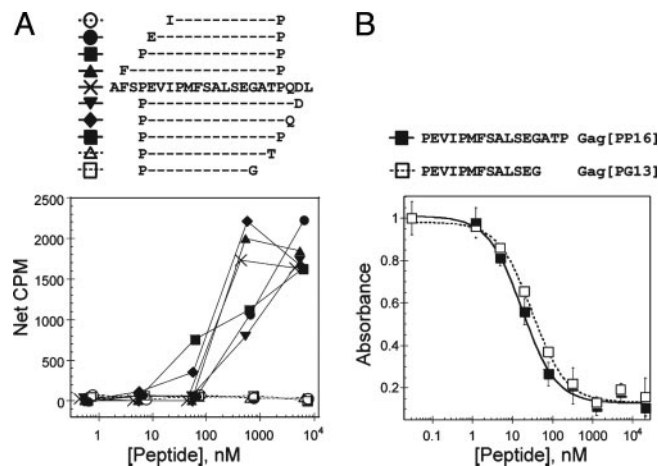 A
I-----------P
E-------------P
P--------------P
F----------------P
AFSPEVIPMFSALSEGATPQDL
P----------------D
P---------------Q
P--------------P
P-------------T
P-----------G
Net CPM
2500
2000
1500
1000
500
0
1 10 100 1000 10⁴
[Peptide], nM
B
PEVIPMFSALSEGATP Gag[PP16]
PEVIPMFSALSEG Gag[PG13]
Absorbance
1
0.8
0.6
0.4
0.2
0.1 1 10 100 1000 10⁴
[Peptide], nM